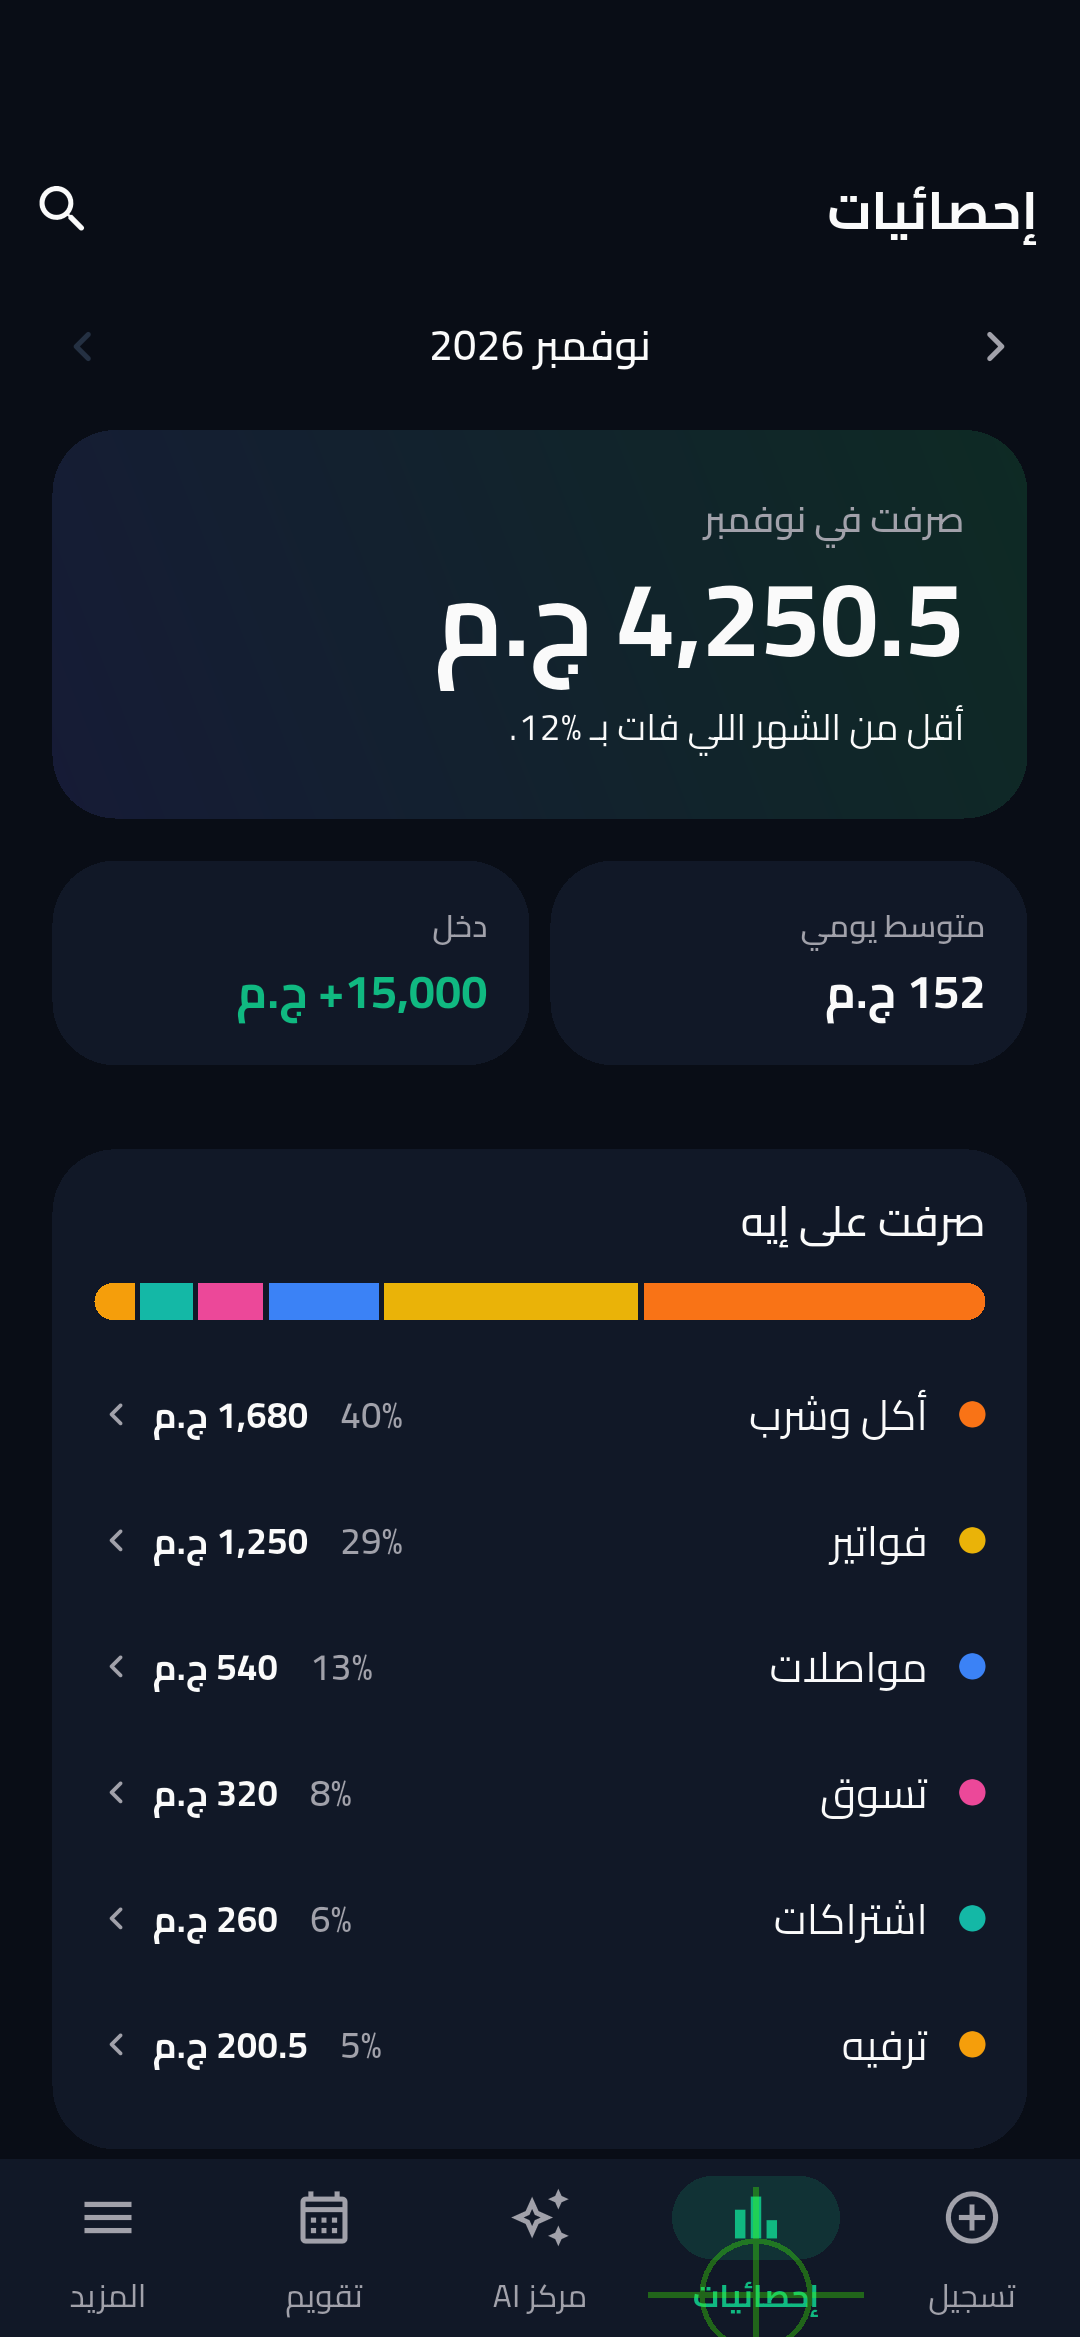 إحصائيات
نوفمبر 2026
صرفت في نوفمبر
4,250.5 ج.م
أقل من الشهر اللي فات بـ 12%.
متوسط يومي
152 ج.م
دخل
+15,000 ج.م
صرفت على إيه
أكل وشرب 40% 1,680 ج.م
فواتير 29% 1,250 ج.م
مواصلات 13% 540 ج.م
تسوق 8% 320 ج.م
اشتراكات 6% 260 ج.م
ترفيه 5% 200.5 ج.م
تسجيل
إحصائيات
مركز AI
تقويم
المزيد